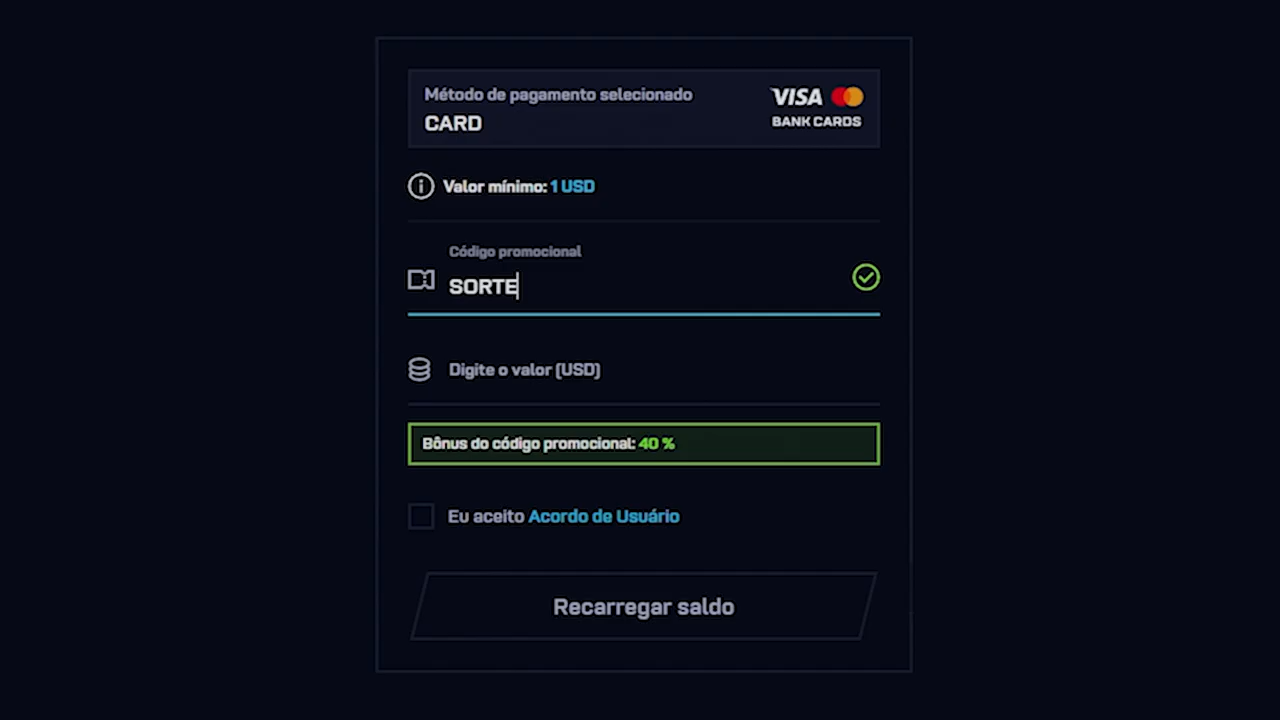 Método de pagamento selecionado
CARD
VISA
BANK CARDS
Valor mínimo: 1 USD
Código promocional
SORTE
Digite o valor (USD)
Bônus do código promocional: 40 %
Eu aceito Acordo de Usuário
Recarregar saldo